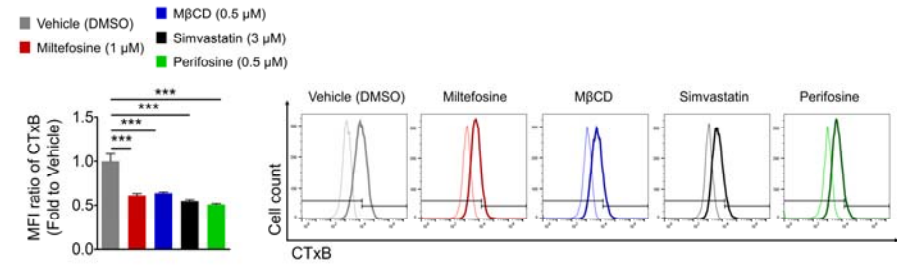 Vehicle (DMSO)
Miltefosine (1 μM)
MβCD (0.5 μM)
Simvastatin (3 μM)
Perifosine (0.5 μM)
MFI ratio of CTxB
(Fold to Vehicle)
1.5
1.0
0.5
0.0
***
***
***
***
Vehicle (DMSO)
Miltefosine
MβCD
Simvastatin
Perifosine
Cell count
CTxB